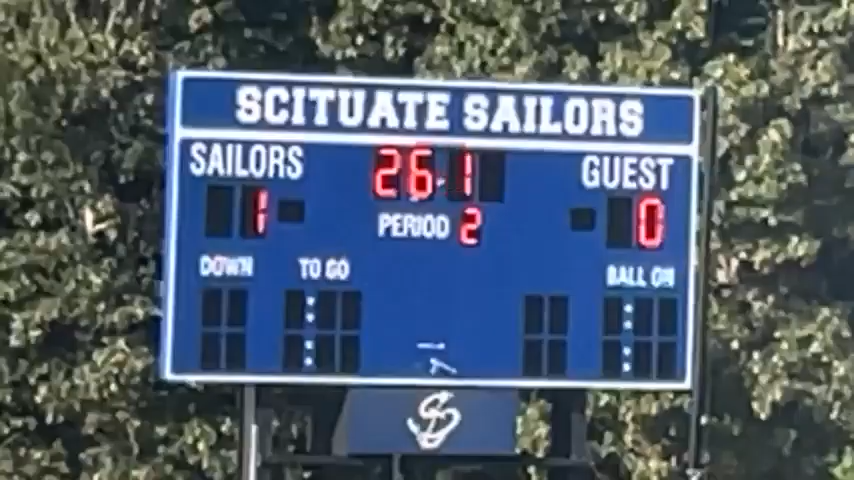 SCITUATE SAILORS
SAILORS 26.1 GUEST
1 PERIOD 2 0
DOWN TO GO BALL ON
S